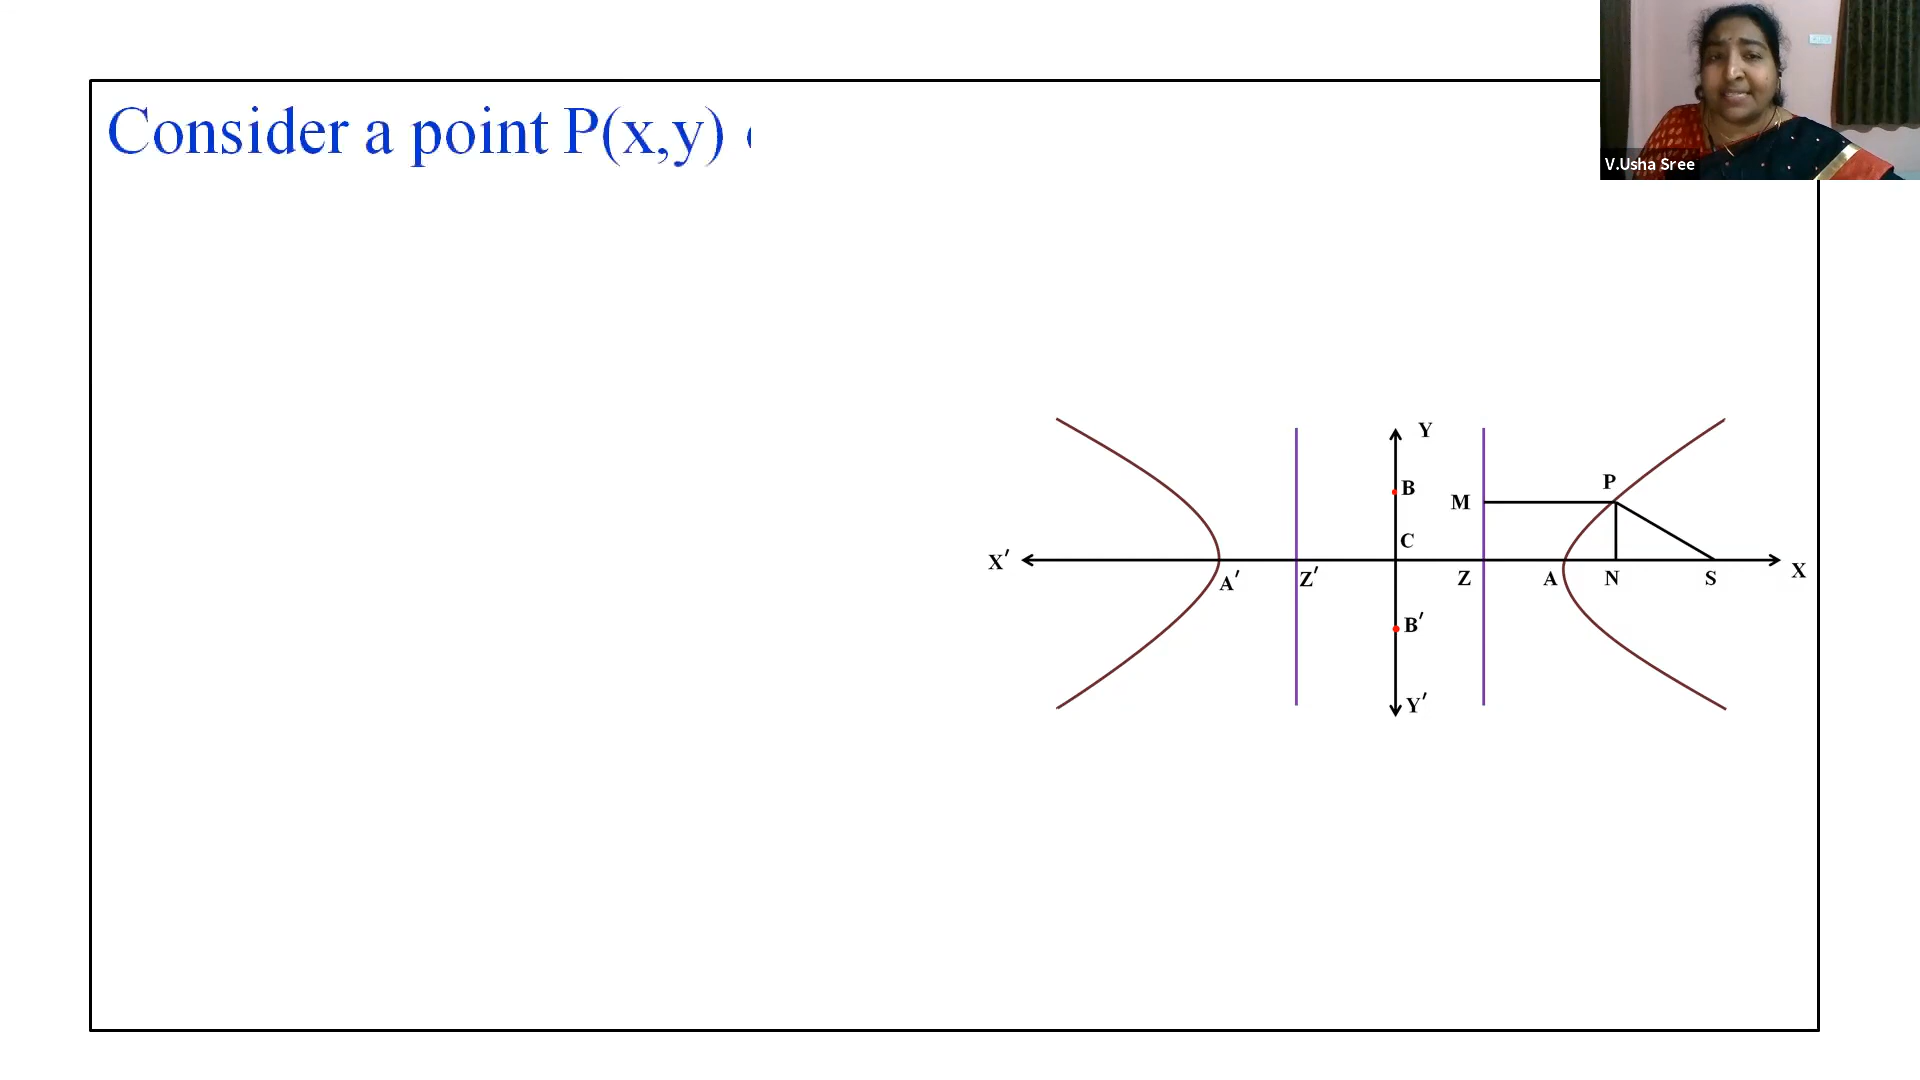 Consider a point P(x,y)
V.Usha Sree
Y
P
B
M
C
X′
X
A′
Z′
Z
A
N
S
B′
Y′